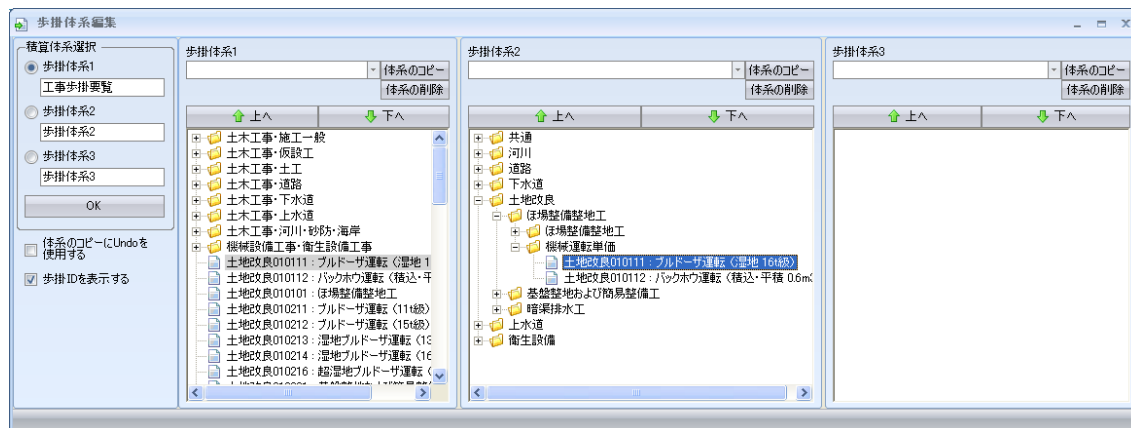 歩掛体系編集
積算体系選択
歩掛体系1
工事歩掛要覧
歩掛体系2
歩掛体系2
歩掛体系3
歩掛体系3
OK
体系のコピーにUndoを
使用する
歩掛IDを表示する
歩掛体系1
体系のコピー
体系の削除
上へ 下へ
土木工事・施工一般
土木工事・仮設工
土木工事・土工
土木工事・道路
土木工事・下水道
土木工事・上水道
土木工事・河川・砂防・海岸
機械設備工事・衛生設備工事
土地改良010111：ブルドーザ運転（湿地 1
土地改良010112：バックホウ運転（積込・平
土地改良010101：ほ場整備整地工
土地改良010211：ブルドーザ運転（11t級）
土地改良010212：ブルドーザ運転（15t級）
土地改良010213：湿地ブルドーザ運転（13
土地改良010214：湿地ブルドーザ運転（16
土地改良010216：超湿地ブルドーザ運転（
歩掛体系2
体系のコピー
体系の削除
上へ 下へ
共通
河川
道路
下水道
土地改良
ほ場整備整地工
ほ場整備整地工
機械運転単価
土地改良010111：ブルドーザ運転（湿地 16t級）
土地改良010112：バックホウ運転（積込・平積 0.6m3
基盤整地および簡易整備工
暗渠排水工
上水道
衛生設備
歩掛体系3
体系のコピー
体系の削除
上へ 下へ